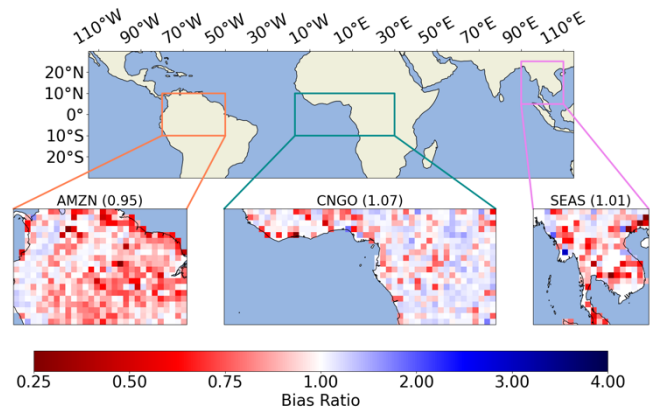 110°W 90°W 70°W 50°W 30°W 10°W 10°E 30°E 50°E 70°E 90°E 110°E
20°N
10°N
0°
10°S
20°S
AMZN (0.95) CNGO (1.07) SEAS (1.01)
0.25 0.50 0.75 1.00 2.00 3.00 4.00
Bias Ratio